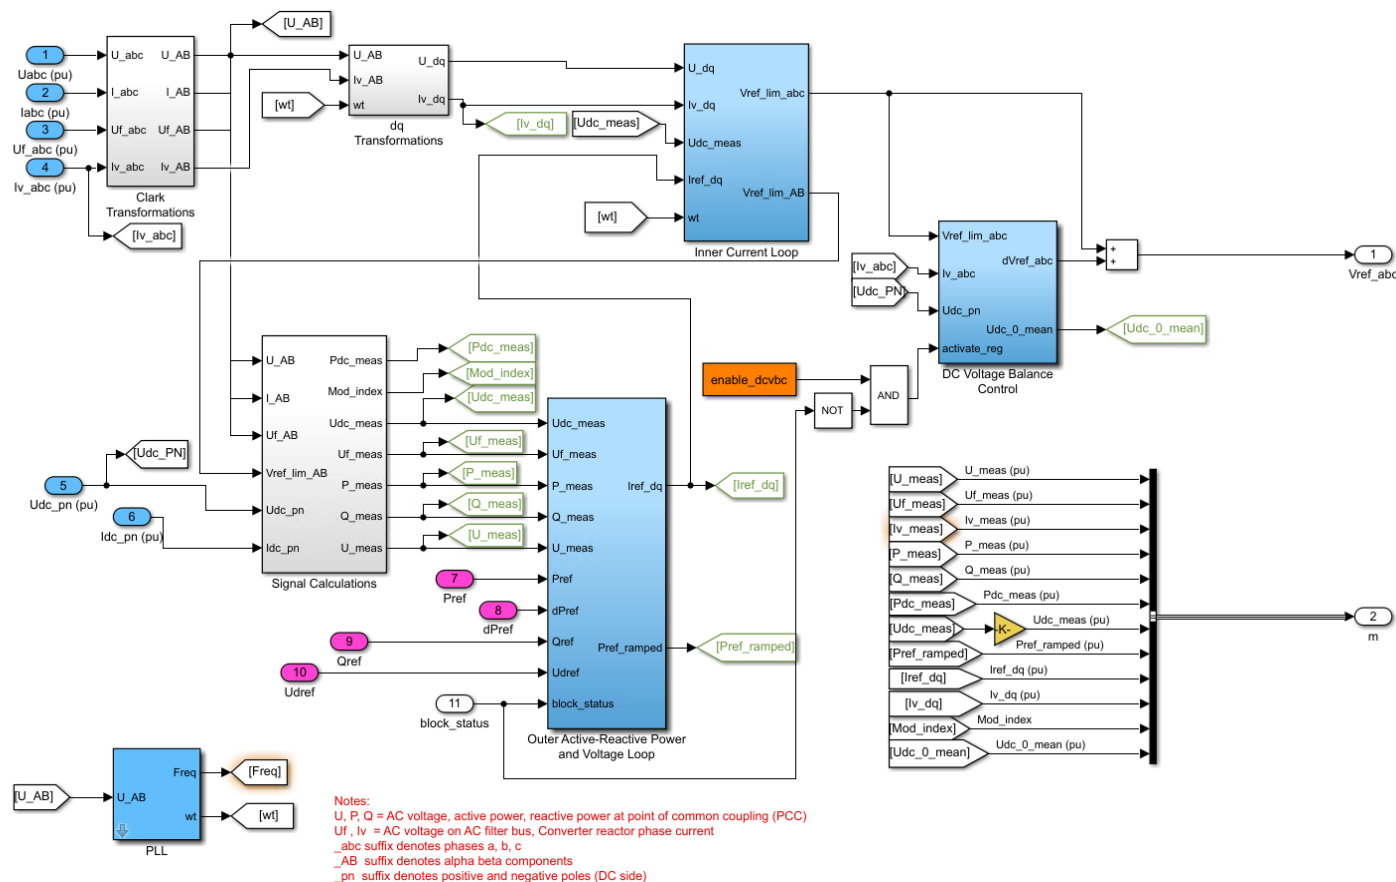 [U_AB]
1
Uabc (pu)
2
Iabc (pu)
3
Uf_abc (pu)
4
Iv_abc (pu)
U_abc
U_AB
I_abc
I_AB
Uf_abc
Uf_AB
Iv_abc
Iv_AB
Clark
Transformations
[Iv_abc]
[wt]
U_AB
U_dq
Iv_AB
Iv_dq
wt
dq
Transformations
[Iv_dq]
[Udc_meas]
[wt]
U_dq
Vref_lim_abc
Iv_dq
Udc_meas
Iref_dq
Vref_lim_AB
wt
Inner Current Loop
[Iv_abc]
[Udc_PN]
Vref_lim_abc
dVref_abc
Iv_abc
Udc_pn
Udc_0_mean
activate_reg
DC Voltage Balance
Control
+
+
1
Vref_abc
[Udc_0_mean]
enable_dcvbc
NOT
AND
[Udc_PN]
5
Udc_pn (pu)
6
Idc_pn (pu)
U_AB
Pdc_meas
Mod_index
I_AB
Udc_meas
Uf_AB
Uf_meas
Vref_lim_AB
P_meas
Udc_pn
Q_meas
Idc_pn
U_meas
Signal Calculations
[Pdc_meas]
[Mod_index]
[Udc_meas]
[Uf_meas]
[P_meas]
[Q_meas]
[U_meas]
7
Pref
8
dPref
9
Qref
10
Udref
11
block_status
Udc_meas
Uf_meas
P_meas
Iref_dq
Q_meas
U_meas
Pref
dPref
Qref
Pref_ramped
Udref
block_status
Outer Active-Reactive Power
and Voltage Loop
[Iref_dq]
[Pref_ramped]
[U_meas]
U_meas (pu)
[Uf_meas]
Uf_meas (pu)
[Iv_meas]
Iv_meas (pu)
[P_meas]
P_meas (pu)
[Q_meas]
Q_meas (pu)
[Pdc_meas]
Pdc_meas (pu)
[Udc_meas]
-K-
Udc_meas (pu)
[Pref_ramped]
Pref_ramped (pu)
[Iref_dq]
Iref_dq (pu)
[Iv_dq]
Iv_dq (pu)
[Mod_index]
Mod_index
[Udc_0_mean]
Udc_0_mean (pu)
2
m
[U_AB]
U_AB
Freq
wt
PLL
[Freq]
[wt]
Notes:
U, P, Q = AC voltage, active power, reactive power at point of common coupling (PCC)
Uf , Iv = AC voltage on AC filter bus, Converter reactor phase current
_abc suffix denotes phases a, b, c
_AB suffix denotes alpha beta components
_pn suffix denotes positive and negative poles (DC side)